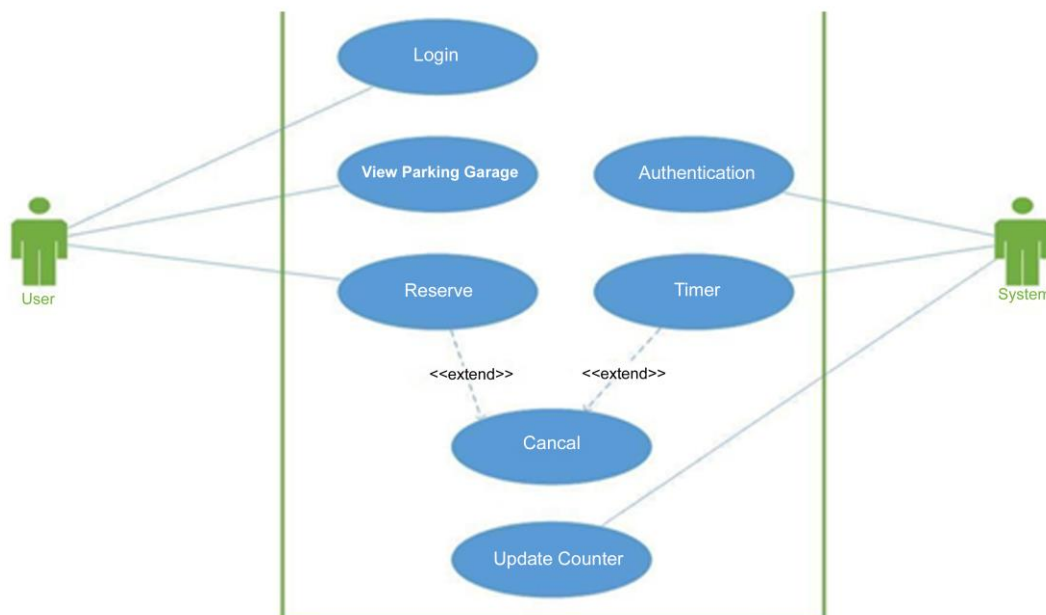 Login
View Parking Garage
Authentication
User
Reserve
Timer
System
<<extend>>
<<extend>>
Cancal
Update Counter